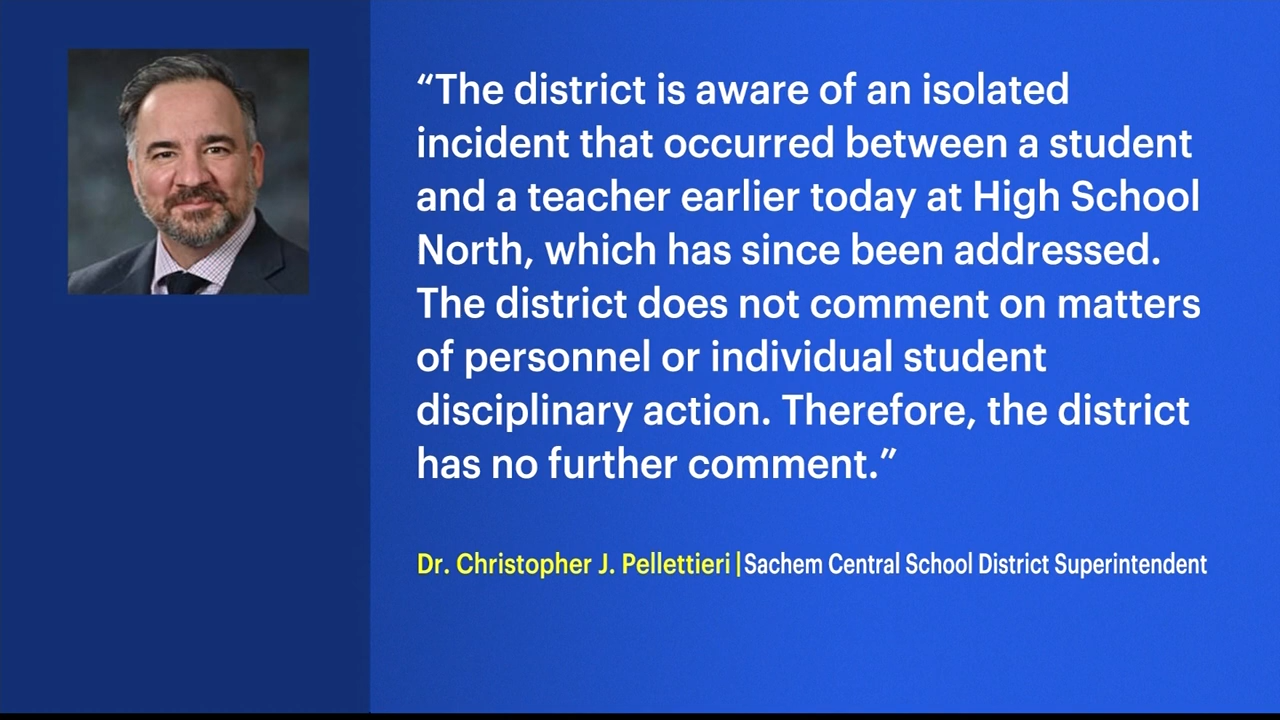 “The district is aware of an isolated
incident that occurred between a student
and a teacher earlier today at High School
North, which has since been addressed.
The district does not comment on matters
of personnel or individual student
disciplinary action. Therefore, the district
has no further comment.”
Dr. Christopher J. Pellettieri|Sachem Central School District Superintendent